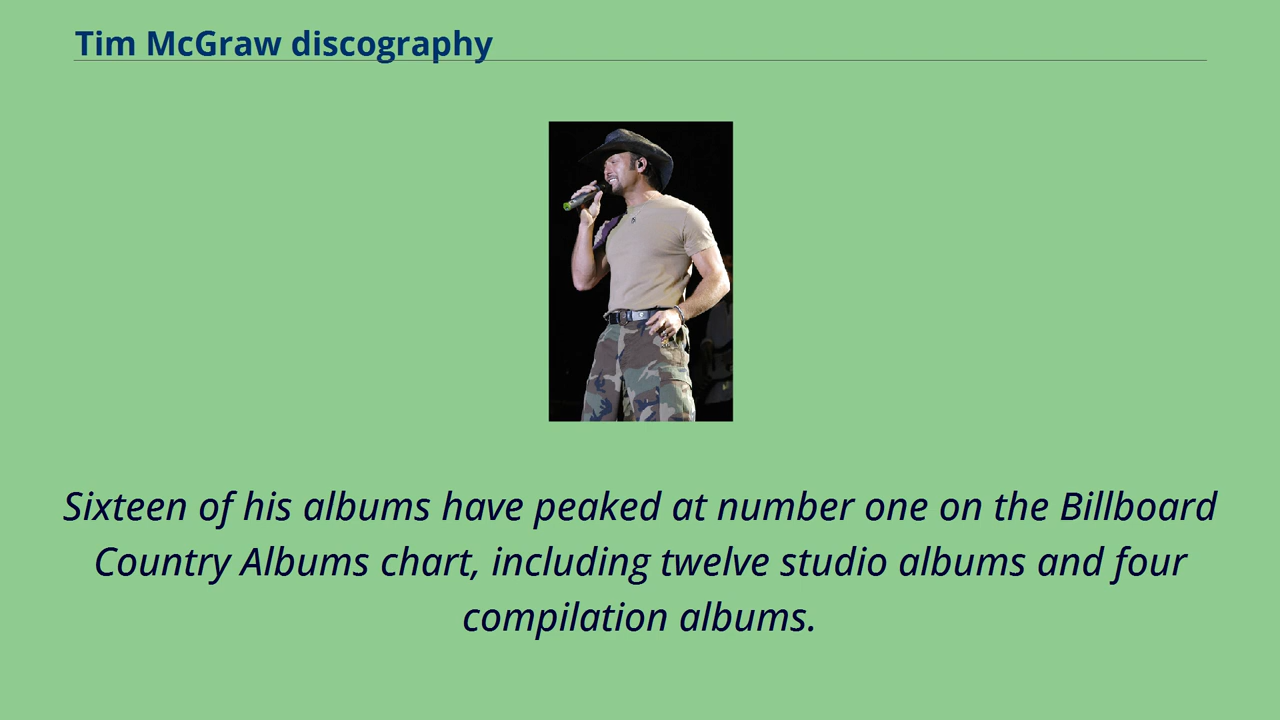 Tim McGraw discography
Sixteen of his albums have peaked at number one on the Billboard
Country Albums chart, including twelve studio albums and four
compilation albums.